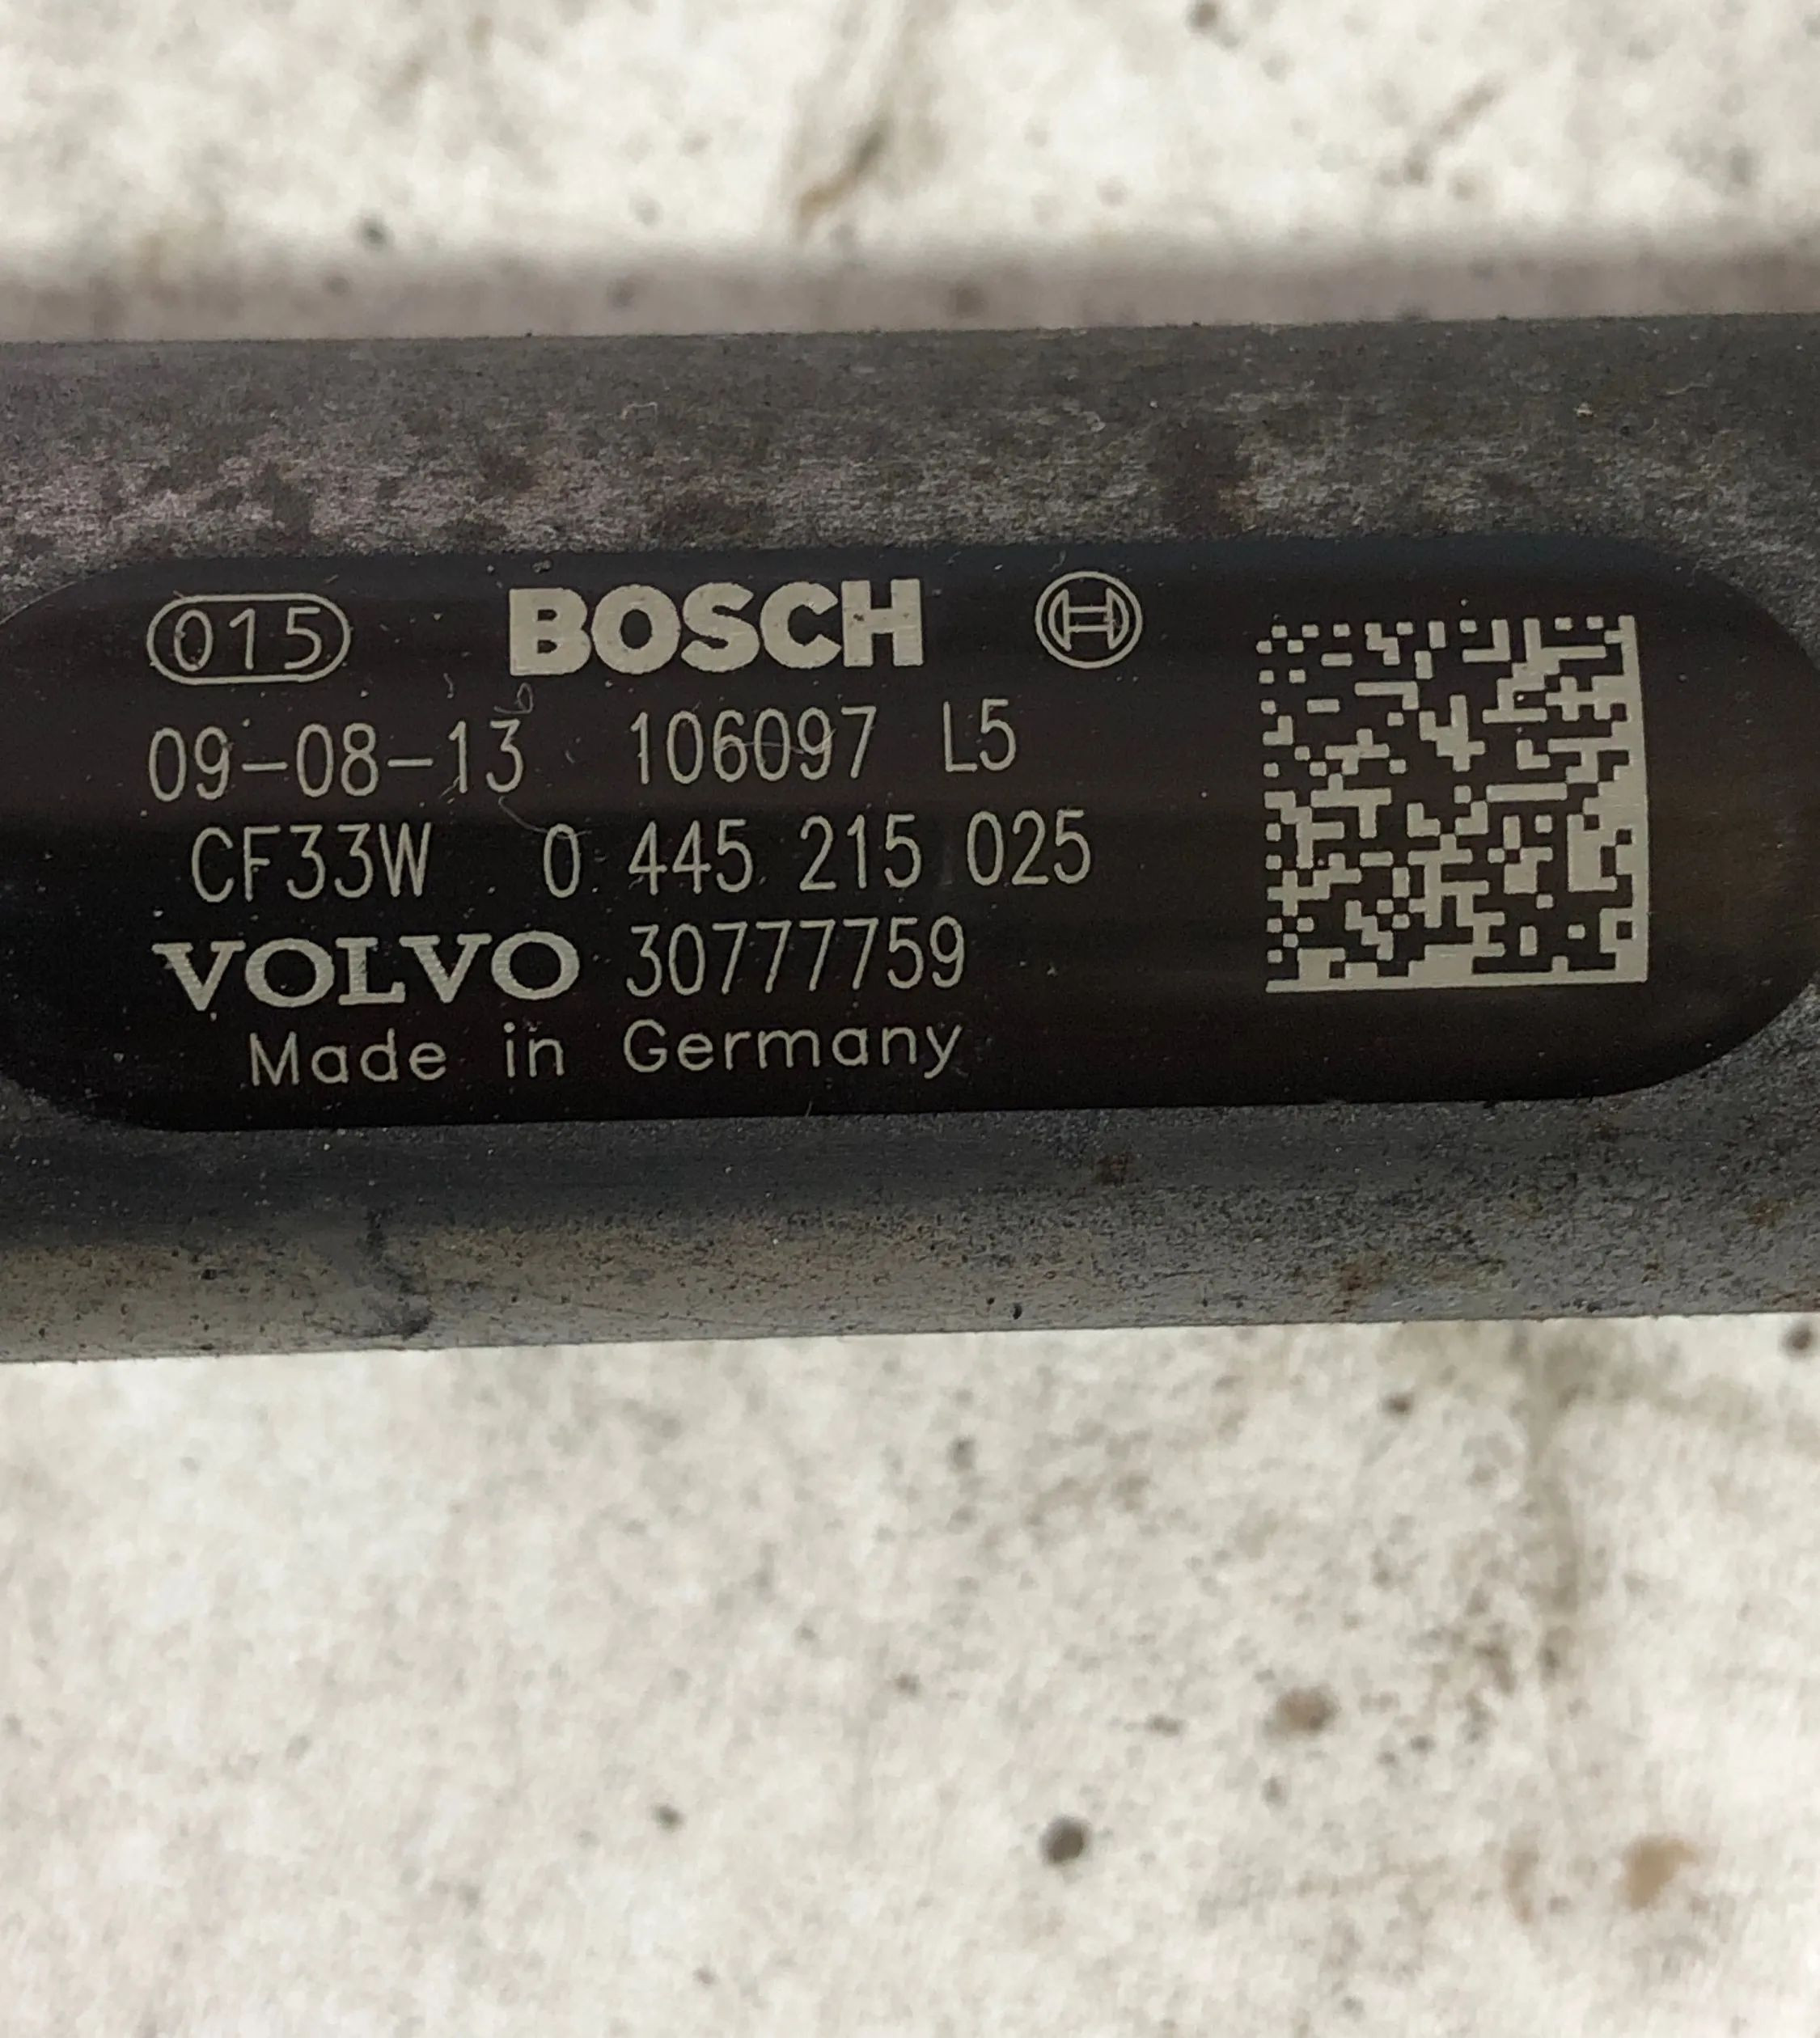 015 BOSCH
09-08-13 106097 L5
CF33W 0 445 215 025
VOLVO 30777759
Made in Germany